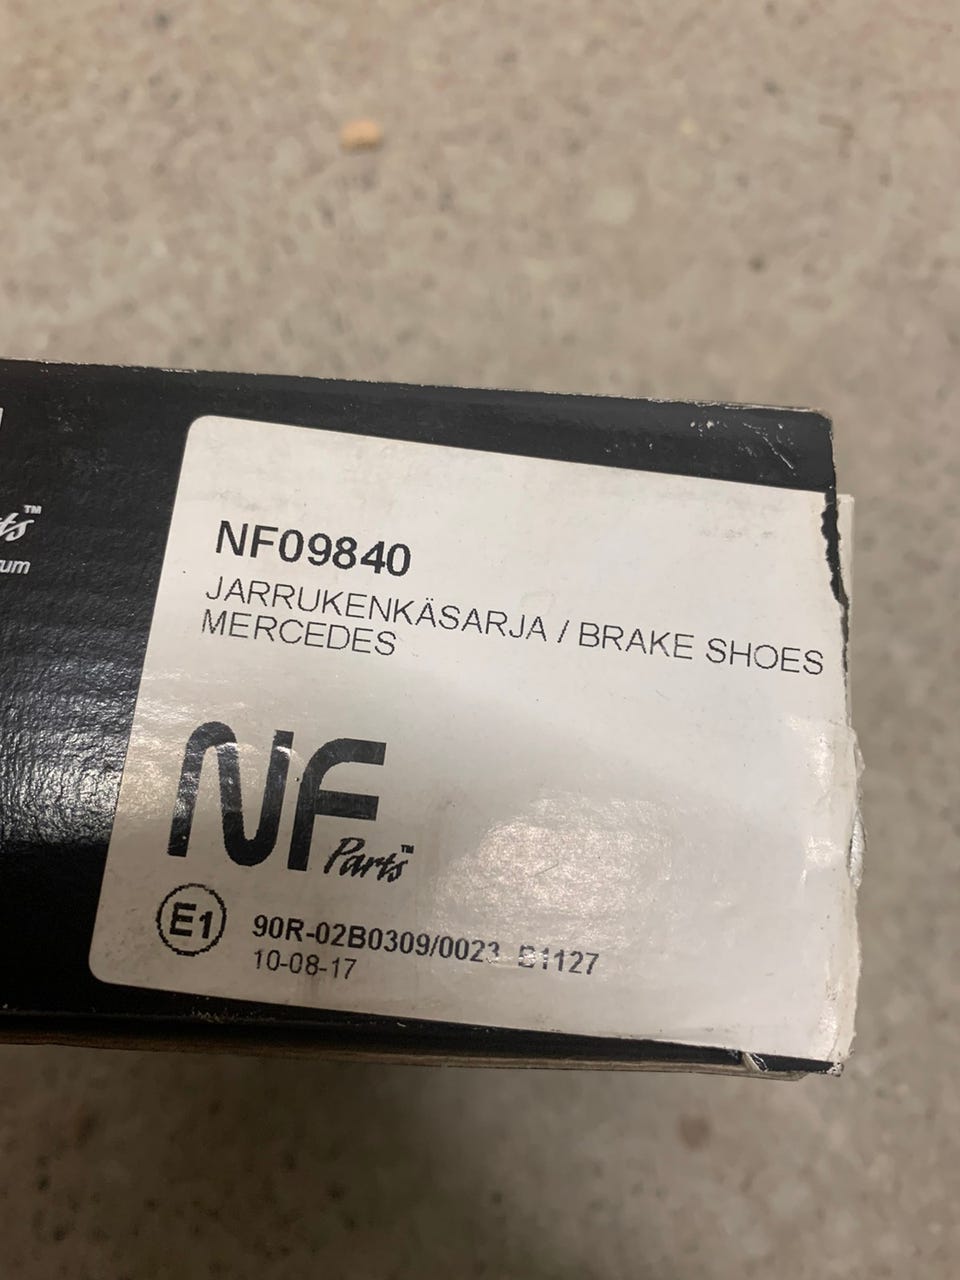 NF09840
JARRUKENKÄSARJA / BRAKE SHOES
MERCEDES
NF
Parts™
E1
90R-02B0309/0023 B1127
10-08-17